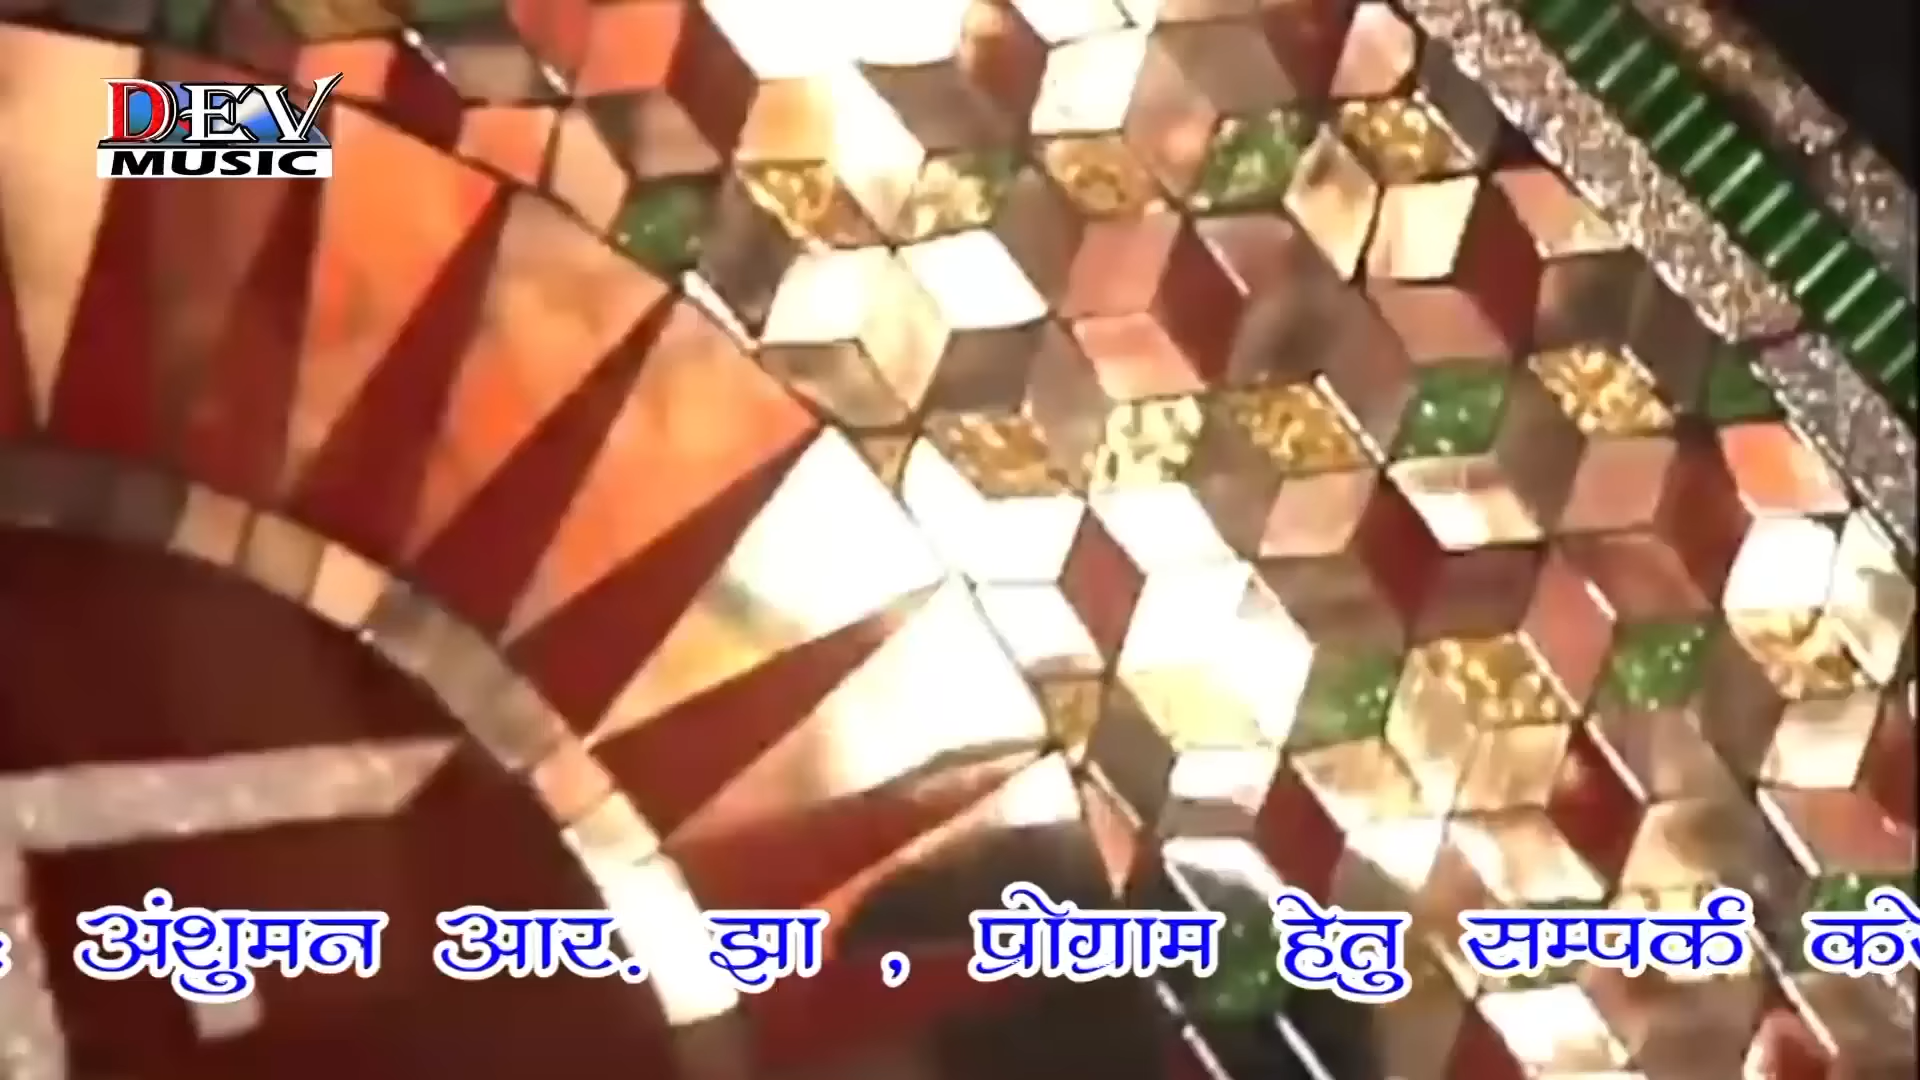 DEV
MUSIC
: अंशुमन आर. झा , प्रोग्राम हेतु सम्पर्क